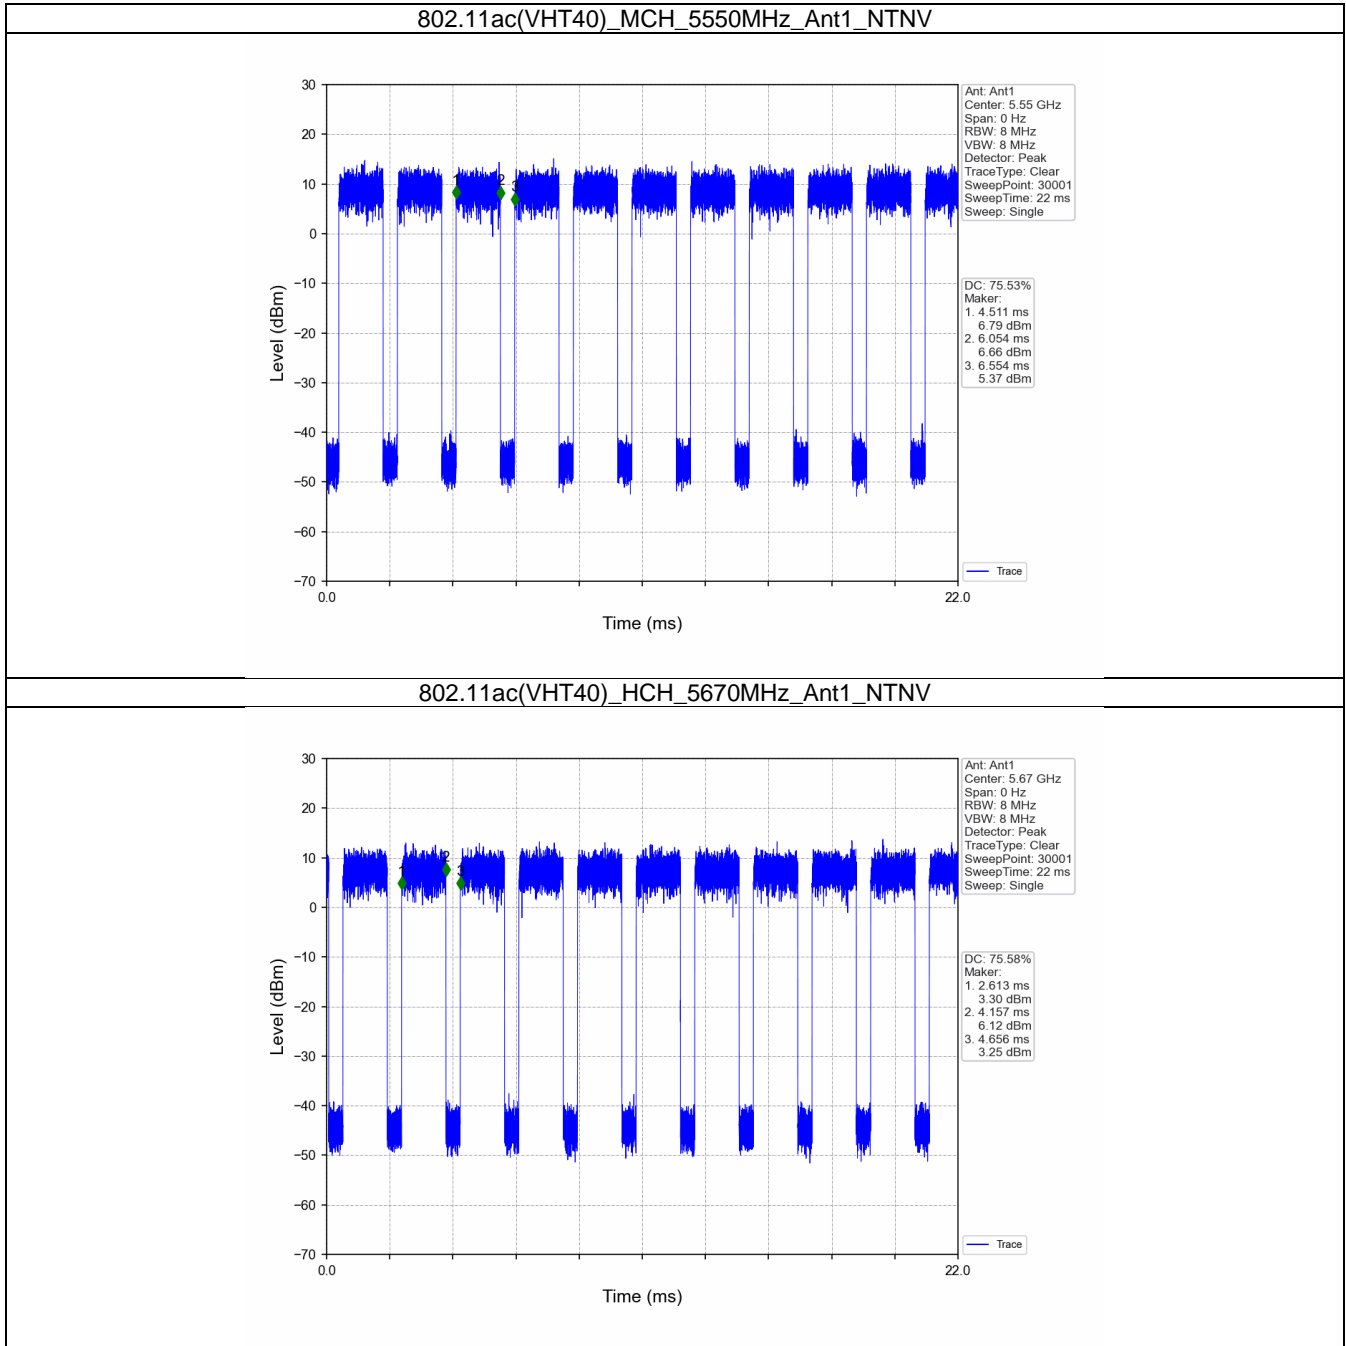 802.11ac(VHT40)_MCH_5550MHz_Ant1_NTNV
30
20
10
0
−10
−20
−30
−40
−50
−60
−70
Level (dBm)
0.0
22.0
Time (ms)
1
2
3
Ant: Ant1
Center: 5.55 GHz
Span: 0 Hz
RBW: 8 MHz
VBW: 8 MHz
Detector: Peak
TraceType: Clear
SweepPoint: 30001
SweepTime: 22 ms
Sweep: Single
DC: 75.53%
Maker:
1. 4.511 ms
6.79 dBm
2. 6.054 ms
6.66 dBm
3. 6.554 ms
5.37 dBm
Trace
802.11ac(VHT40)_HCH_5670MHz_Ant1_NTNV
30
20
10
0
−10
−20
−30
−40
−50
−60
−70
Level (dBm)
0.0
22.0
Time (ms)
1
2
3
Ant: Ant1
Center: 5.67 GHz
Span: 0 Hz
RBW: 8 MHz
VBW: 8 MHz
Detector: Peak
TraceType: Clear
SweepPoint: 30001
SweepTime: 22 ms
Sweep: Single
DC: 75.58%
Maker:
1. 2.613 ms
3.30 dBm
2. 4.157 ms
6.12 dBm
3. 4.656 ms
3.25 dBm
Trace